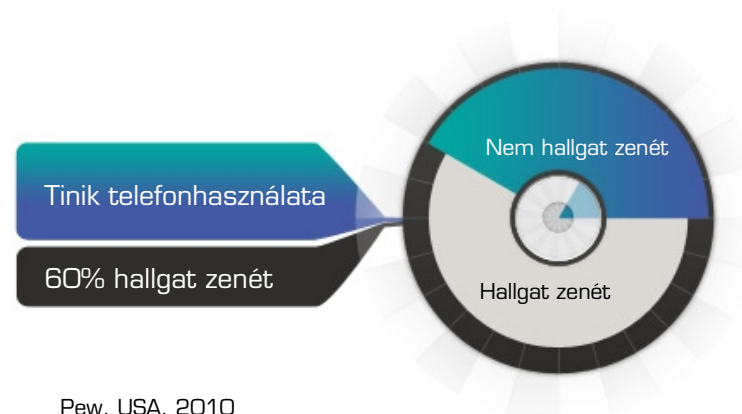 Tinik telefonhasználata
60% hallgat zenét
Nem hallgat zenét
Hallgat zenét
Pew, USA, 2010